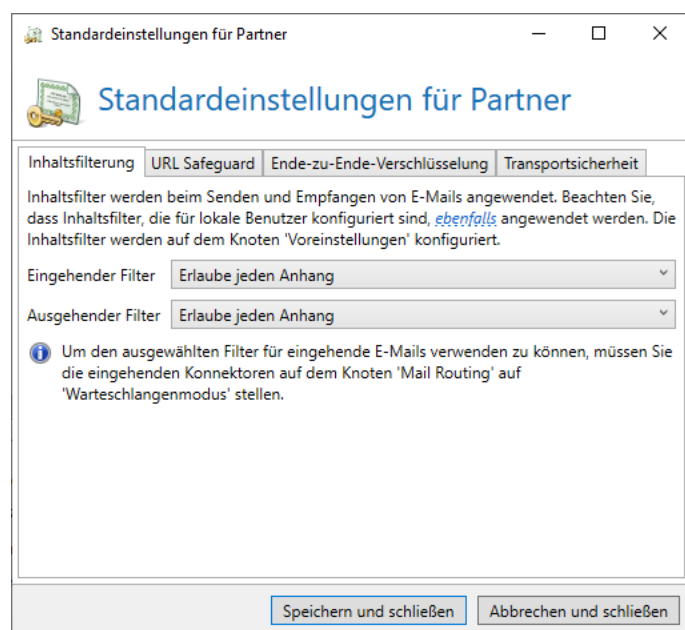 Standardeinstellungen für Partner
Standardeinstellungen für Partner
Inhaltsfilterung URL Safeguard Ende-zu-Ende-Verschlüsselung Transportsicherheit
Inhaltsfilter werden beim Senden und Empfangen von E-Mails angewendet. Beachten Sie,
dass Inhaltsfilter, die für lokale Benutzer konfiguriert sind, ebenfalls angewendet werden. Die
Inhaltsfilter werden auf dem Knoten 'Voreinstellungen' konfiguriert.
Eingehender Filter Erlaube jeden Anhang
Ausgehender Filter Erlaube jeden Anhang
Um den ausgewählten Filter für eingehende E-Mails verwenden zu können, müssen Sie
die eingehenden Konnektoren auf dem Knoten 'Mail Routing' auf
'Warteschlangenmodus' stellen.
Speichern und schließen Abbrechen und schließen